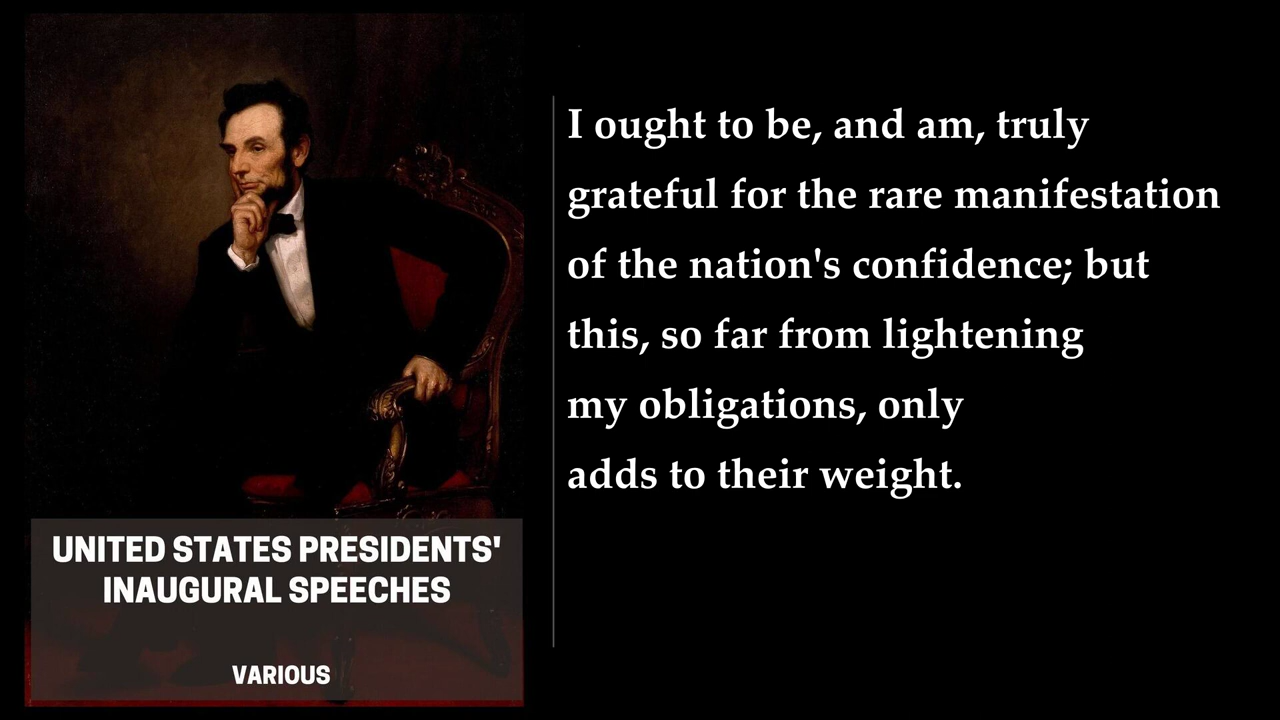 I ought to be, and am, truly
grateful for the rare manifestation
of the nation's confidence; but
this, so far from lightening
my obligations, only
adds to their weight.
UNITED STATES PRESIDENTS'
INAUGURAL SPEECHES
VARIOUS